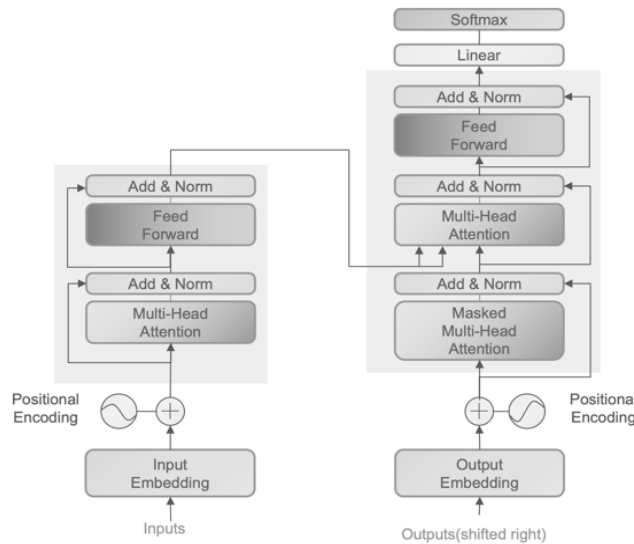 Softmax
Linear
Add & Norm
Feed
Forward
Add & Norm
Multi-Head
Attention
Add & Norm
Masked
Multi-Head
Attention
Positional
Encoding
Output
Embedding
Outputs(shifted right)
Add & Norm
Feed
Forward
Add & Norm
Multi-Head
Attention
Positional
Encoding
Input
Embedding
Inputs